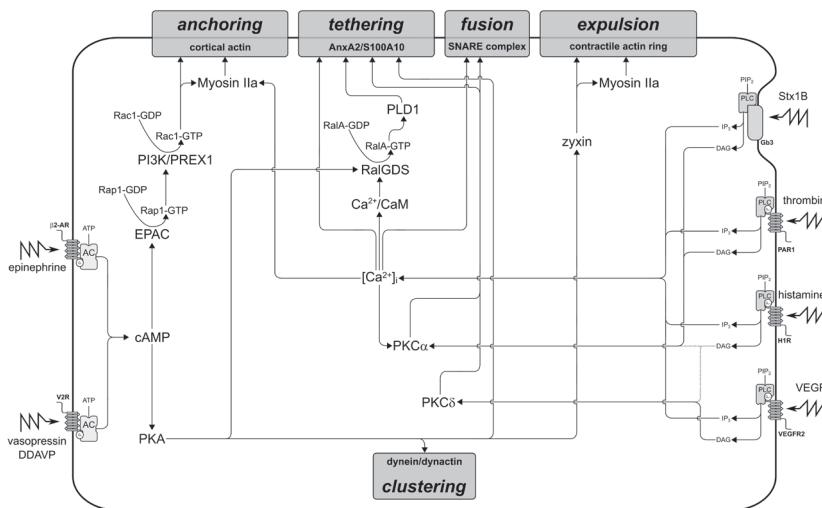 anchoring
cortical actin
tethering
AnxA2/S100A10
fusion
SNARE complex
expulsion
contractile actin ring
Myosin IIa
Myosin IIa
PIP₂
PLC
Stx1B
Gb3
IP₃
DAG
Rac1-GDP
Rac1-GTP
PI3K/PREX1
RalA-GDP
RalA-GTP
PLD1
RalGDS
zyxin
Ca²⁺/CaM
Rap1-GDP
Rap1-GTP
EPAC
β2-AR
ATP
AC
epinephrine
[Ca²⁺]ᵢ
PIP₂
PLC
thrombin
IP₃
PAR1
DAG
cAMP
PKCα
PIP₂
PLC
histamine
IP₃
H1R
DAG
PKCδ
V2R
ATP
AC
vasopressin
DDAVP
PKA
PIP₂
PLC
VEGF
IP₃
VEGFR2
DAG
dynein/dynactin
clustering